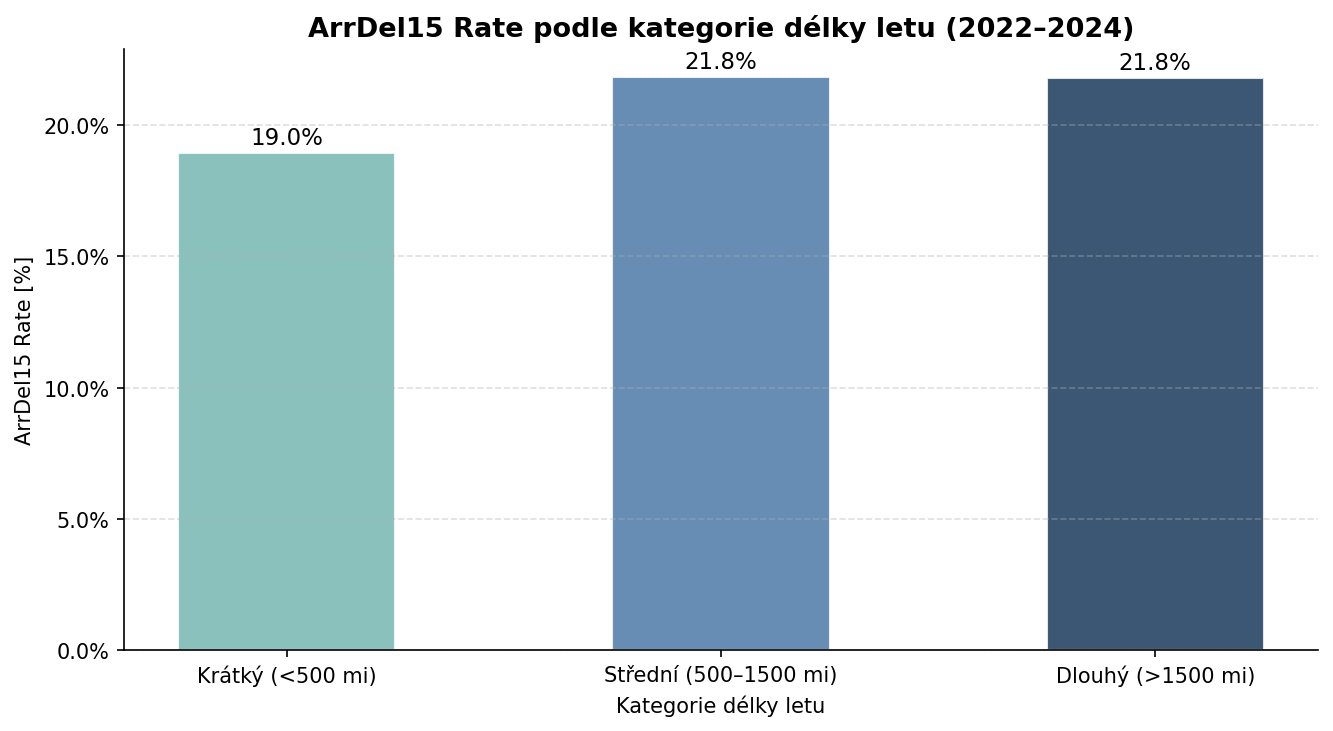 ArrDel15 Rate podle kategorie délky letu (2022–2024)
ArrDel15 Rate [%]
20.0%
15.0%
10.0%
5.0%
0.0%
19.0%
21.8%
21.8%
Krátký (<500 mi)
Střední (500–1500 mi)
Dlouhý (>1500 mi)
Kategorie délky letu